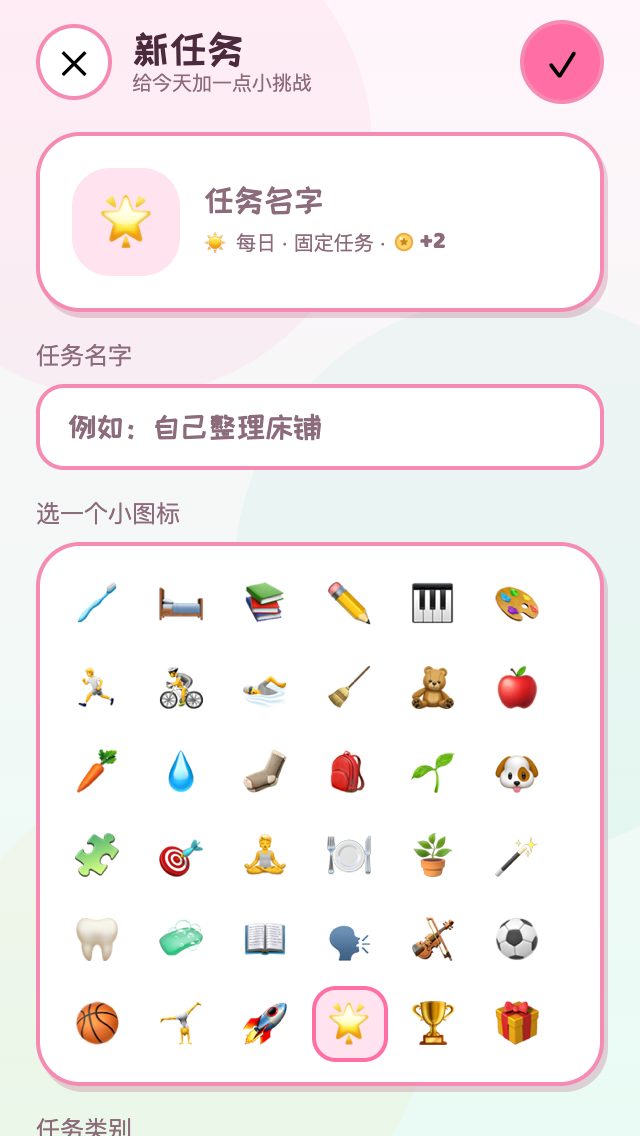 新任务
给今天加一点小挑战
任务名字
每日 · 固定任务 · +2
任务名字
例如：自己整理床铺
选一个小图标
任务类别